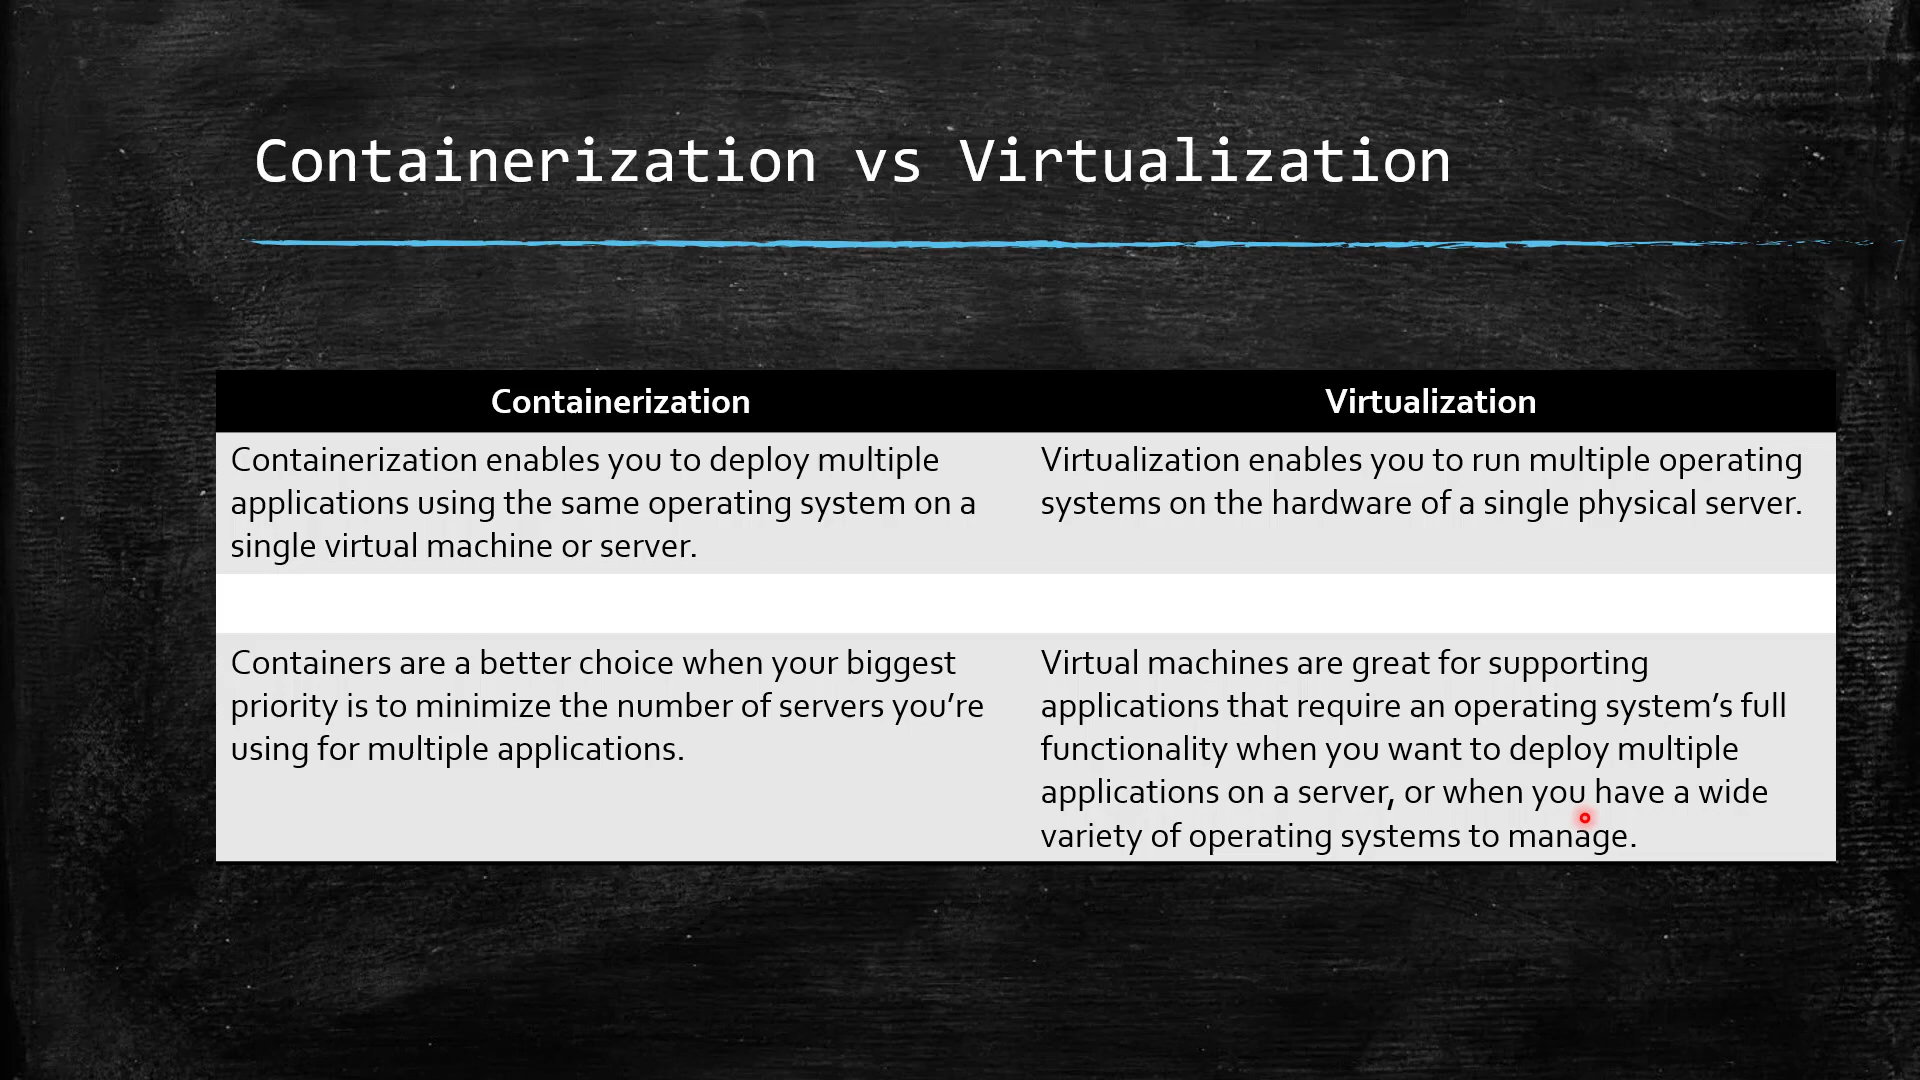 Containerization vs Virtualization
Containerization
Virtualization
Containerization enables you to deploy multiple
applications using the same operating system on a
single virtual machine or server.
Virtualization enables you to run multiple operating
systems on the hardware of a single physical server.
Containers are a better choice when your biggest
priority is to minimize the number of servers you’re
using for multiple applications.
Virtual machines are great for supporting
applications that require an operating system’s full
functionality when you want to deploy multiple
applications on a server, or when you have a wide
variety of operating systems to manage.